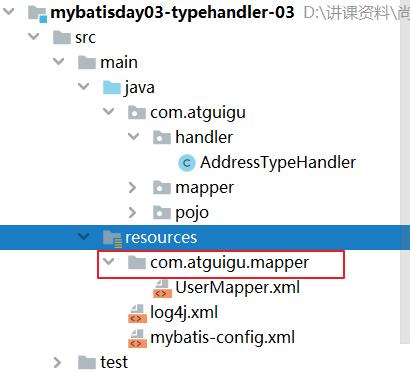 mybatisday03-typehandler-03 D:\讲课资料\尚
src
main
java
com.atguigu
handler
AddressTypeHandler
mapper
pojo
resources
com.atguigu.mapper
UserMapper.xml
log4j.xml
mybatis-config.xml
test